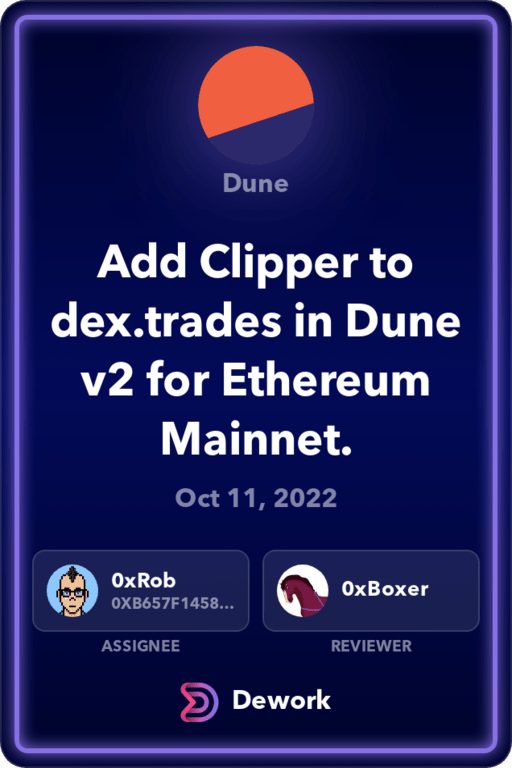 Dune
Add Clipper to
dex.trades in Dune
v2 for Ethereum
Mainnet.
Oct 11, 2022
0xRob
0XB657F1458...
0xBoxer
ASSIGNEE
REVIEWER
Dework